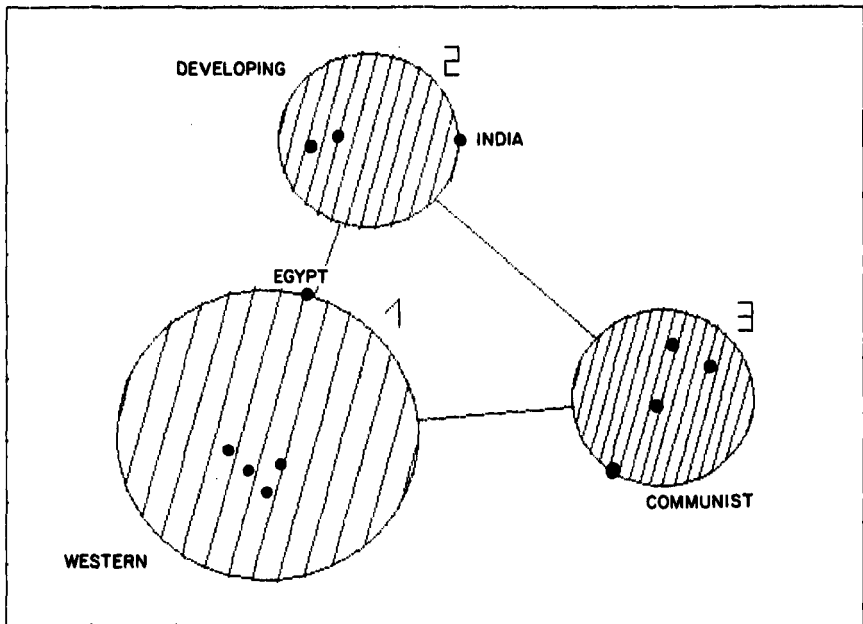 2
DEVELOPING
INDIA
EGYPT
1
3
COMMUNIST
WESTERN